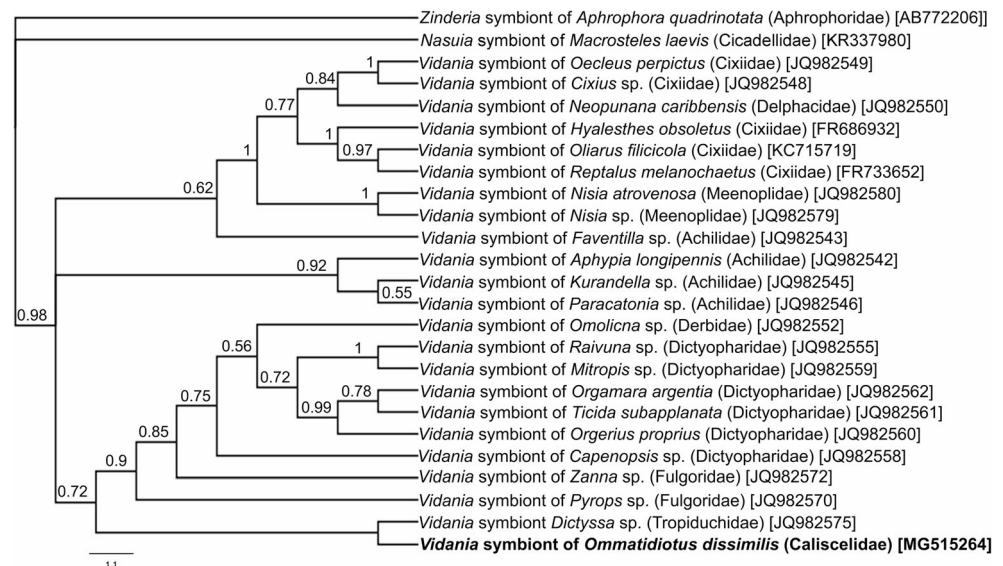 Zinderia symbiont of Aphrophora quadrinotata (Aphrophoridae) [AB772206]]
Nasuia symbiont of Macrosteles laevis (Cicadellidae) [KR337980]
1 Vidania symbiont of Oecleus perpictus (Cixiidae) [JQ982549]
0.84 Vidania symbiont of Cixius sp. (Cixiidae) [JQ982548]
0.77 Vidania symbiont of Neopunana caribbensis (Delphacidae) [JQ982550]
1 Vidania symbiont of Hyalesthes obsoletus (Cixiidae) [FR686932]
1 0.97 Vidania symbiont of Oliarus filicicola (Cixiidae) [KC715719]
Vidania symbiont of Reptalus melanochaetus (Cixiidae) [FR733652]
0.62 1 Vidania symbiont of Nisia atrovenosa (Meenoplidae) [JQ982580]
Vidania symbiont of Nisia sp. (Meenoplidae) [JQ982579]
Vidania symbiont of Faventilla sp. (Achilidae) [JQ982543]
0.92 Vidania symbiont of Aphypia longipennis (Achilidae) [JQ982542]
0.55 Vidania symbiont of Kurandella sp. (Achilidae) [JQ982545]
Vidania symbiont of Paracatonia sp. (Achilidae) [JQ982546]
0.98 Vidania symbiont of Omolicna sp. (Derbidae) [JQ982552]
0.56 1 Vidania symbiont of Raivuna sp. (Dictyopharidae) [JQ982555]
0.72 Vidania symbiont of Mitropis sp. (Dictyopharidae) [JQ982559]
0.75 0.78 Vidania symbiont of Orgamara argentia (Dictyopharidae) [JQ982562]
0.99 Vidania symbiont of Ticida subapplanata (Dictyopharidae) [JQ982561]
0.85 Vidania symbiont of Orgerius proprius (Dictyopharidae) [JQ982560]
0.9 Vidania symbiont of Capenopsis sp. (Dictyopharidae) [JQ982558]
Vidania symbiont of Zanna sp. (Fulgoridae) [JQ982572]
0.72 Vidania symbiont of Pyrops sp. (Fulgoridae) [JQ982570]
Vidania symbiont Dictyssa sp. (Tropiduchidae) [JQ982575]
Vidania symbiont of Ommatidiotus dissimilis (Caliscelidae) [MG515264]